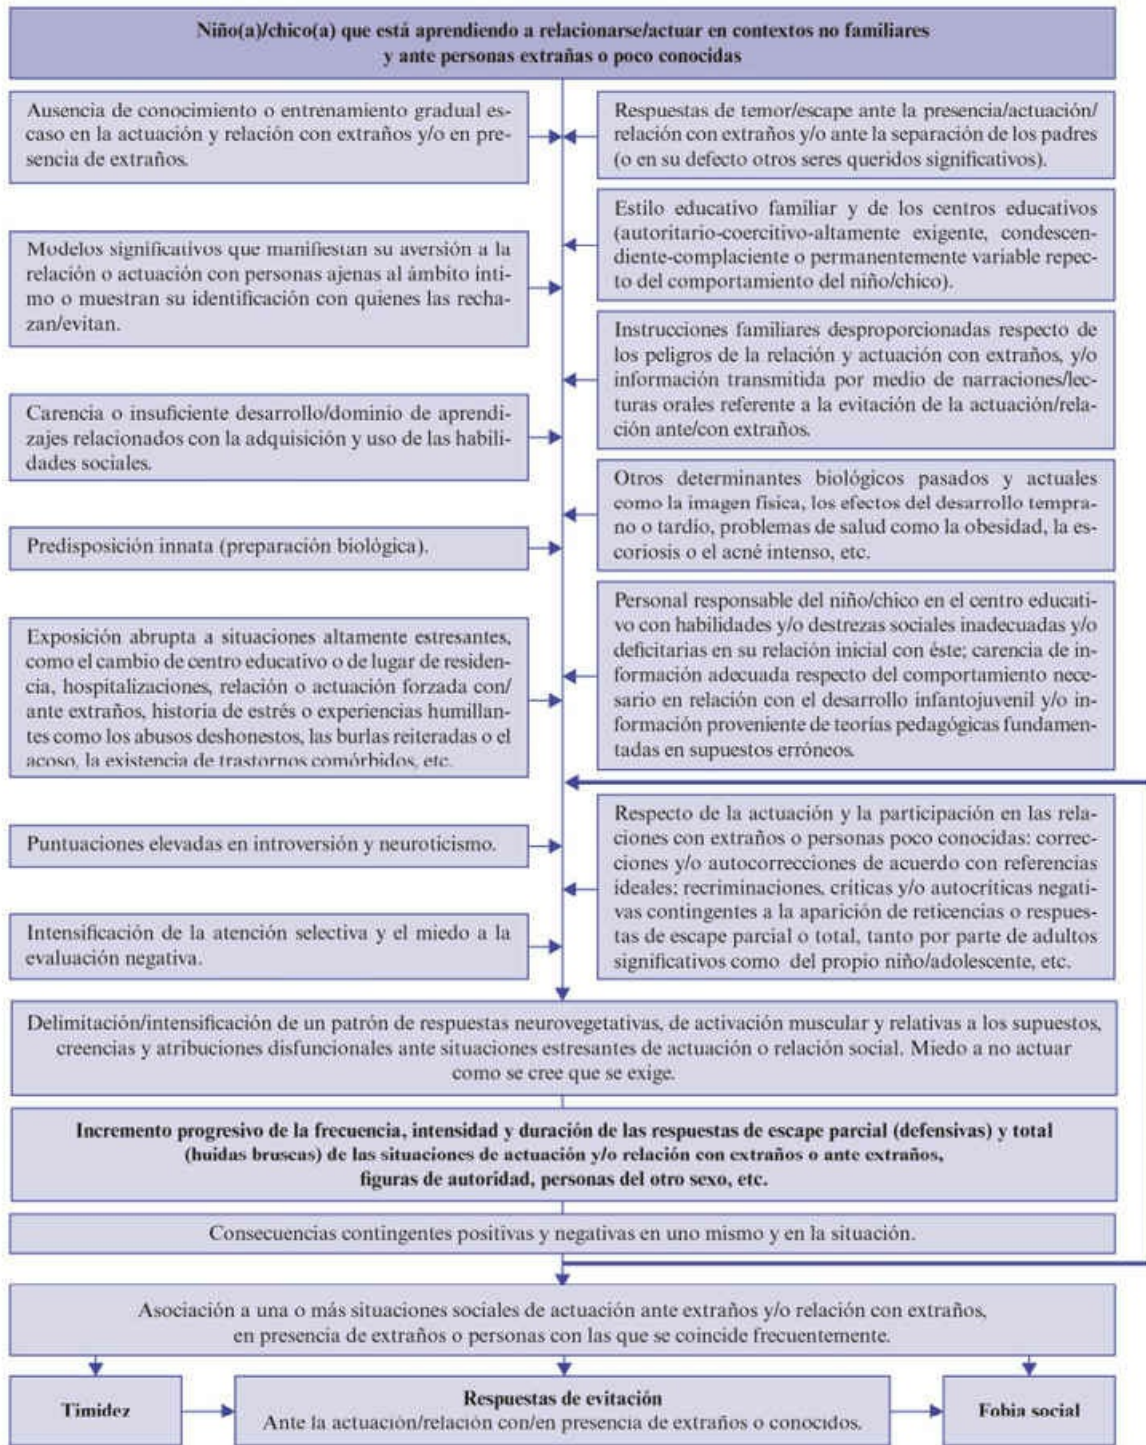 Niño(a)/chico(a) que está aprendiendo a relacionarse/actuar en contextos no familiares
y ante personas extrañas o poco conocidas
Ausencia de conocimiento o entrenamiento gradual es-
caso en la actuación y relación con extraños y/o en pre-
sencia de extraños.
Respuestas de temor/escape ante la presencia/actuación/
relación con extraños y/o ante la separación de los padres
(o en su defecto otros seres queridos significativos).
Modelos significativos que manifiestan su aversión a la
relación o actuación con personas ajenas al ámbito ínti-
mo o muestran su identificación con quienes las recha-
zan/evitan.
Estilo educativo familiar y de los centros educativos
(autoritario-coercitivo-altamente exigente, condescen-
diente-complaciente o permanentemente variable repec-
to del comportamiento del niño/chico).
Instrucciones familiares desproporcionadas respecto de
los peligros de la relación y actuación con extraños, y/o
información transmitida por medio de narraciones/lec-
turas orales referente a la evitación de la actuación/rela-
ción ante/con extraños.
Carencia o insuficiente desarrollo/dominio de aprendi-
zajes relacionados con la adquisición y uso de las habili-
dades sociales.
Otros determinantes biológicos pasados y actuales
como la imagen física, los efectos del desarrollo tempra-
no o tardío, problemas de salud como la obesidad, la es-
coriosis o el acné intenso, etc.
Predisposición innata (preparación biológica).
Personal responsable del niño/chico en el centro educati-
vo con habilidades y/o destrezas sociales inadecuadas y/o
deficitarias en su relación inicial con éste; carencia de in-
formación adecuada respecto del comportamiento nece-
sario en relación con el desarrollo infantojuvenil y/o in-
formación proveniente de teorías pedagógicas fundamen-
tadas en supuestos erróneos.
Exposición abrupta a situaciones altamente estresantes,
como el cambio de centro educativo o de lugar de residen-
cia, hospitalizaciones, relación o actuación forzada con/
ante extraños, historia de estrés o experiencias humillan-
tes como los abusos deshonestos, las burlas reiteradas o el
acoso, la existencia de trastornos comórbidos, etc.
Puntuaciones elevadas en introversión y neuroticismo.
Respecto de la actuación y la participación en las rela-
ciones con extraños o personas poco conocidas: correc-
ciones y/o autocorrecciones de acuerdo con referencias
ideales; recriminaciones, críticas y/o autocríticas negati-
vas contingentes a la aparición de reticencias o respues-
tas de escape parcial o total, tanto por parte de adultos
significativos como del propio niño/adolescente, etc.
Intensificación de la atención selectiva y el miedo a la
evaluación negativa.
Delimitación/intensificación de un patrón de respuestas neurovegetativas, de activación muscular y relativas a los supuestos,
creencias y atribuciones disfuncionales ante situaciones estresantes de actuación o relación social. Miedo a no actuar
como se cree que se exige.
Incremento progresivo de la frecuencia, intensidad y duración de las respuestas de escape parcial (defensivas) y total
(huidas bruscas) de las situaciones de actuación y/o relación con extraños o ante extraños,
figuras de autoridad, personas del otro sexo, etc.
Consecuencias contingentes positivas y negativas en uno mismo y en la situación.
Asociación a una o más situaciones sociales de actuación ante extraños y/o relación con extraños,
en presencia de extraños o personas con las que se coincide frecuentemente.
Timidez
Respuestas de evitación
Ante la actuación/relación con/en presencia de extraños o conocidos.
Fobia social